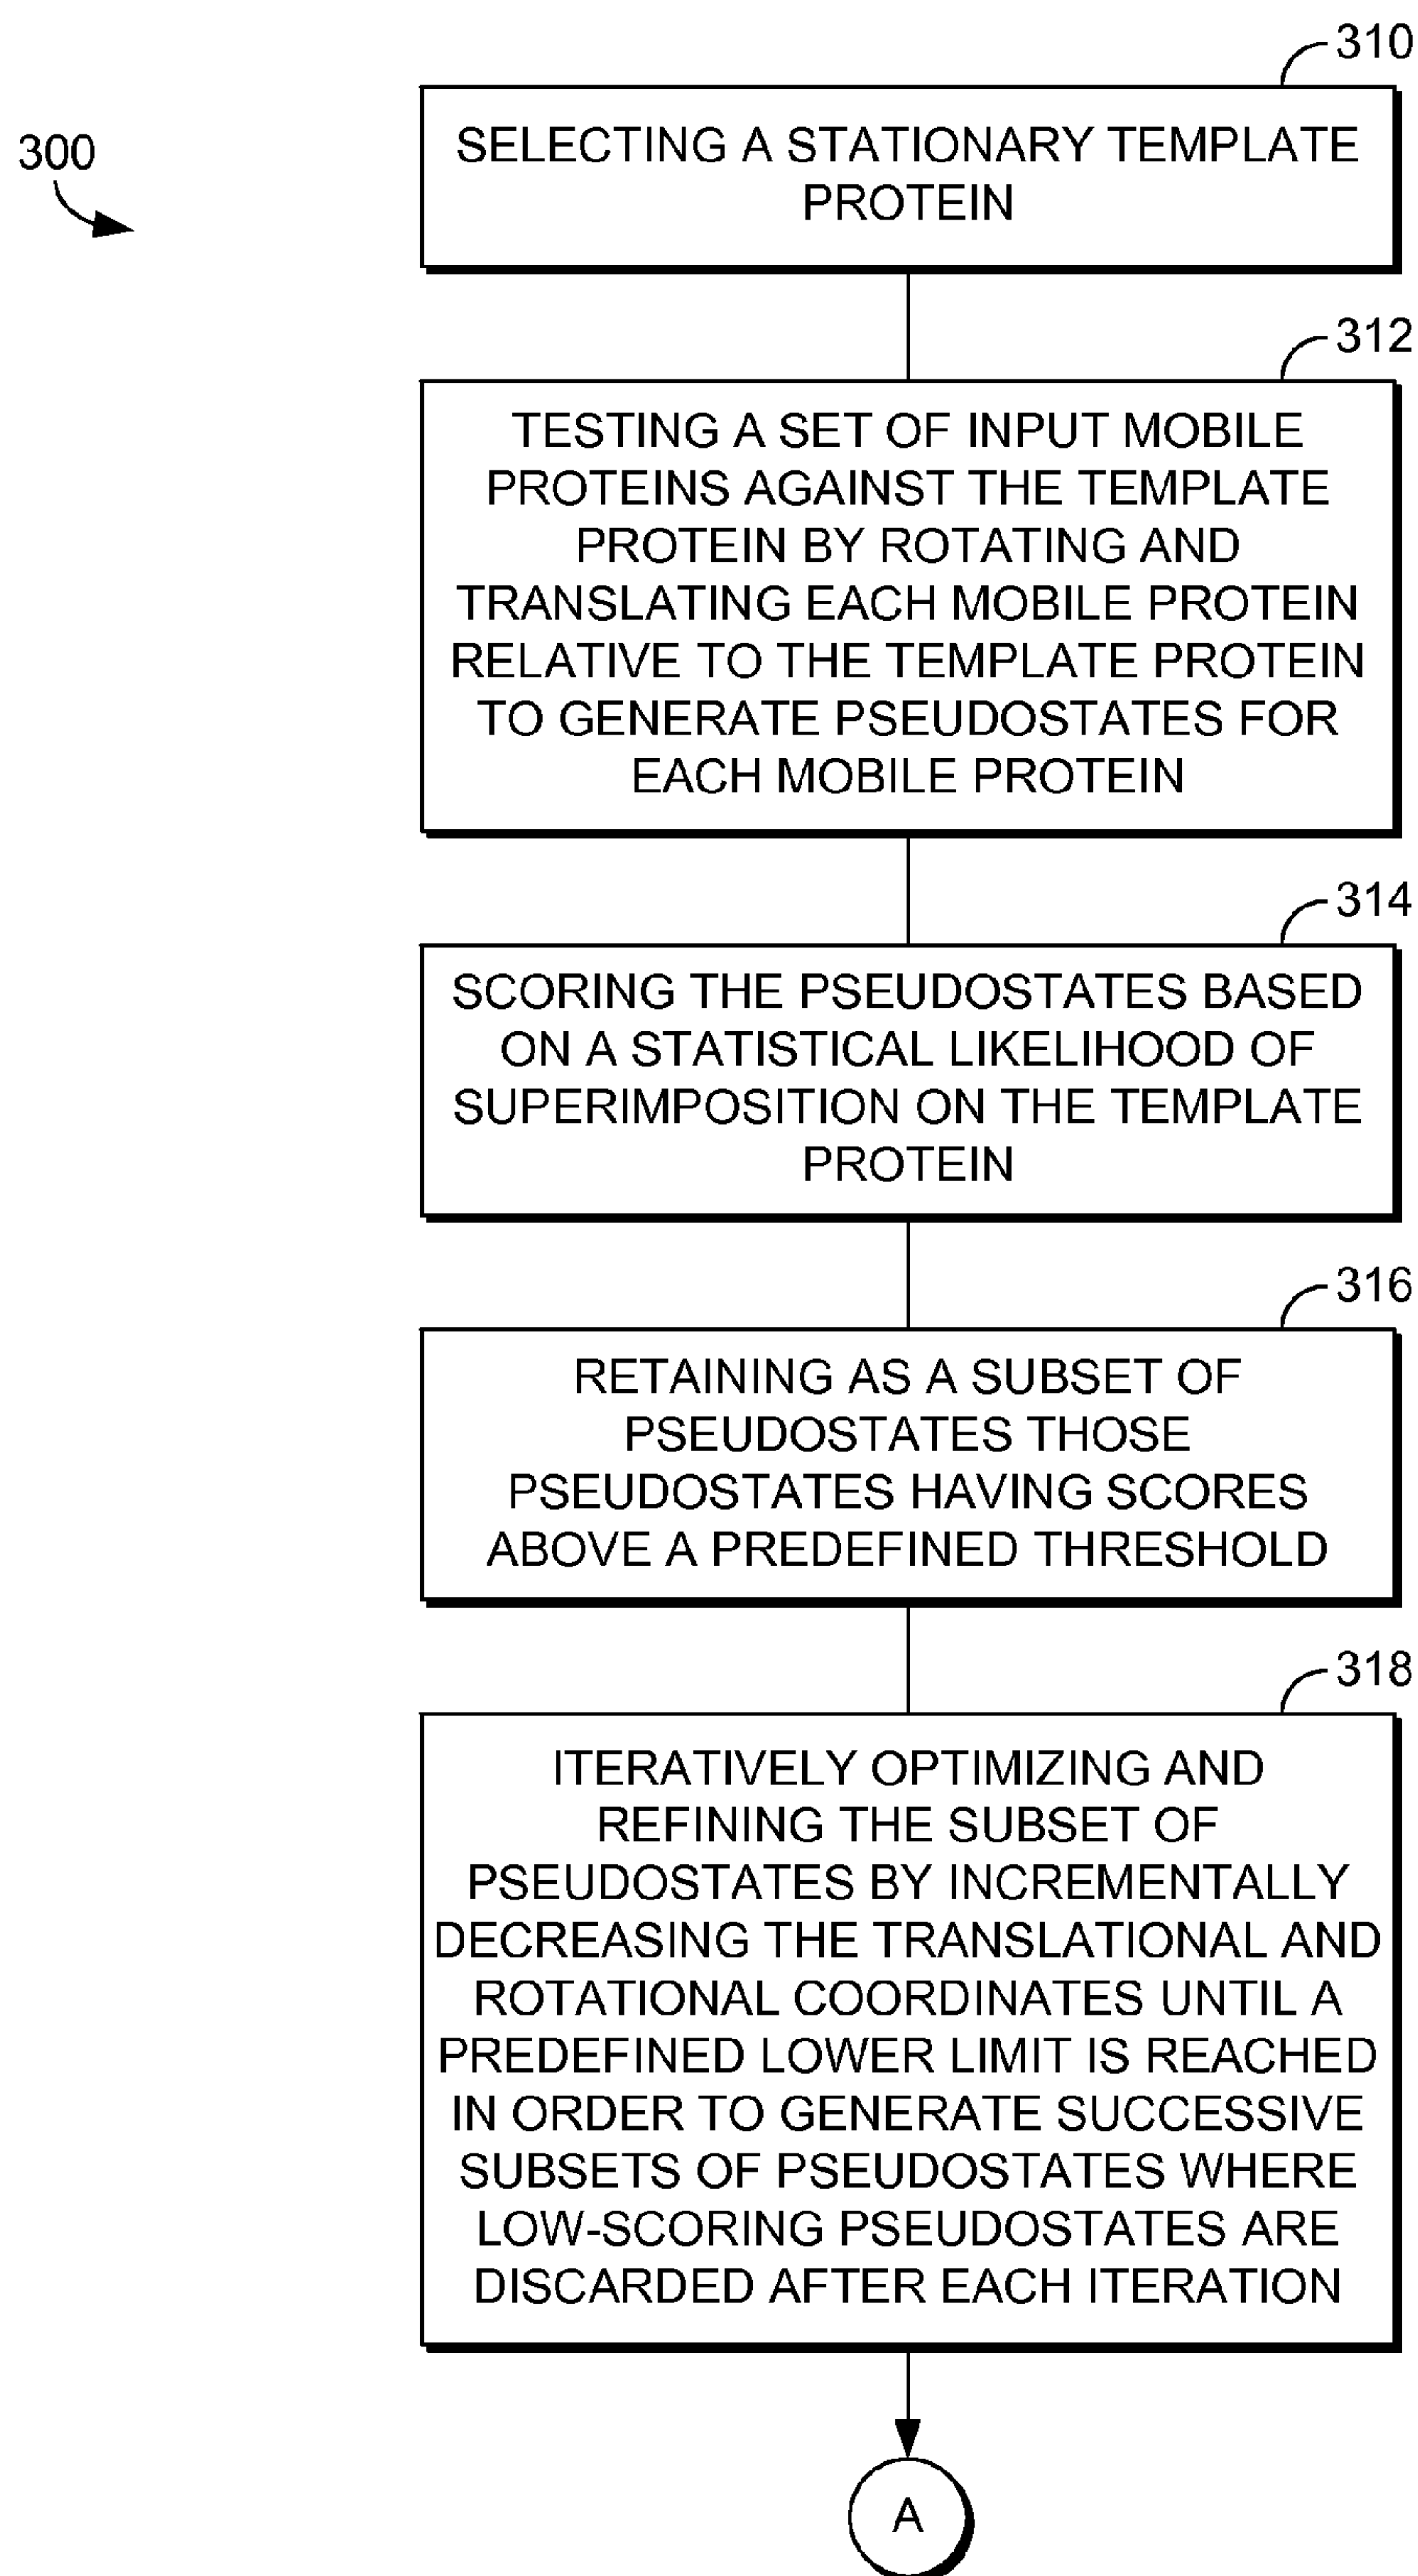 310
300
SELECTING A STATIONARY TEMPLATE
PROTEIN
312
TESTING A SET OF INPUT MOBILE
PROTEINS AGAINST THE TEMPLATE
PROTEIN BY ROTATING AND
TRANSLATING EACH MOBILE PROTEIN
RELATIVE TO THE TEMPLATE PROTEIN
TO GENERATE PSEUDOSTATES FOR
EACH MOBILE PROTEIN
314
SCORING THE PSEUDOSTATES BASED
ON A STATISTICAL LIKELIHOOD OF
SUPERIMPOSITION ON THE TEMPLATE
PROTEIN
316
RETAINING AS A SUBSET OF
PSEUDOSTATES THOSE
PSEUDOSTATES HAVING SCORES
ABOVE A PREDEFINED THRESHOLD
318
ITERATIVELY OPTIMIZING AND
REFINING THE SUBSET OF
PSEUDOSTATES BY INCREMENTALLY
DECREASING THE TRANSLATIONAL AND
ROTATIONAL COORDINATES UNTIL A
PREDEFINED LOWER LIMIT IS REACHED
IN ORDER TO GENERATE SUCCESSIVE
SUBSETS OF PSEUDOSTATES WHERE
LOW-SCORING PSEUDOSTATES ARE
DISCARDED AFTER EACH ITERATION
A